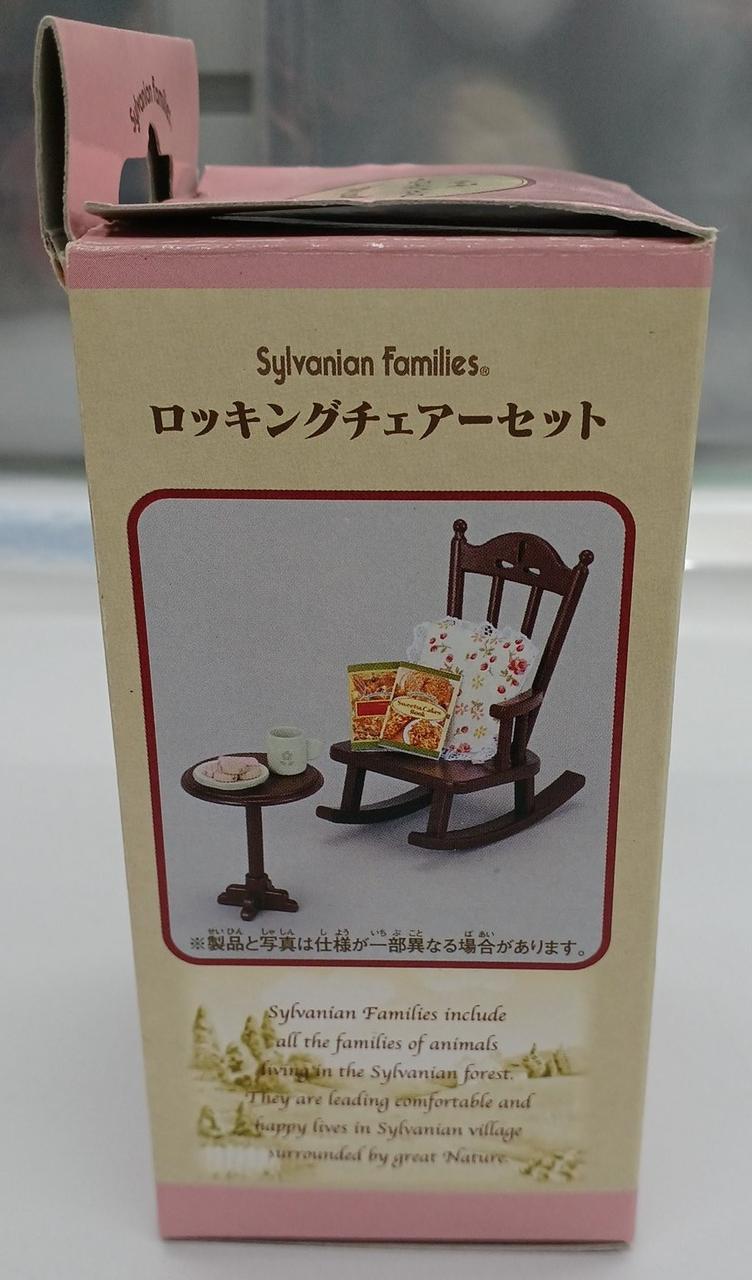 Sylvanian Families
Sylvanian Families®
ロッキングチェアーセット
Sweets&Cakes
Book
※製品と写真は仕様が一部異なる場合があります。
Sylvanian Families include
all the families of animals
living in the Sylvanian forest.
They are leading comfortable and
happy lives in Sylvanian village
surrounded by great Nature.